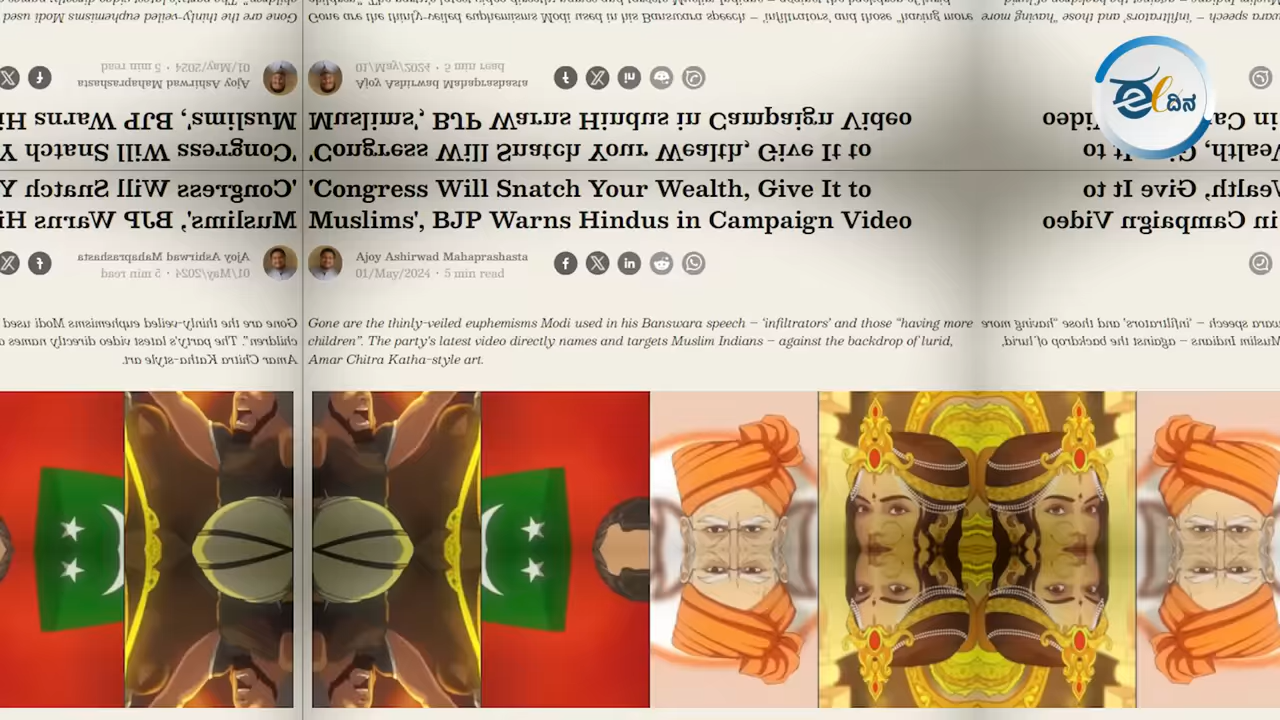 'Congress Will Snatch Your Wealth, Give It to
Muslims', BJP Warns Hindus in Campaign Video
Ajoy Ashirwad Mahaprashasta
01/May/2024 · 5 min read
Gone are the thinly-veiled euphemisms Modi used in his Banswara speech – 'infiltrators' and those "having more
children". The party's latest video directly names and targets Muslim Indians – against the backdrop of lurid,
Amar Chitra Katha-style art.
ದಿನ